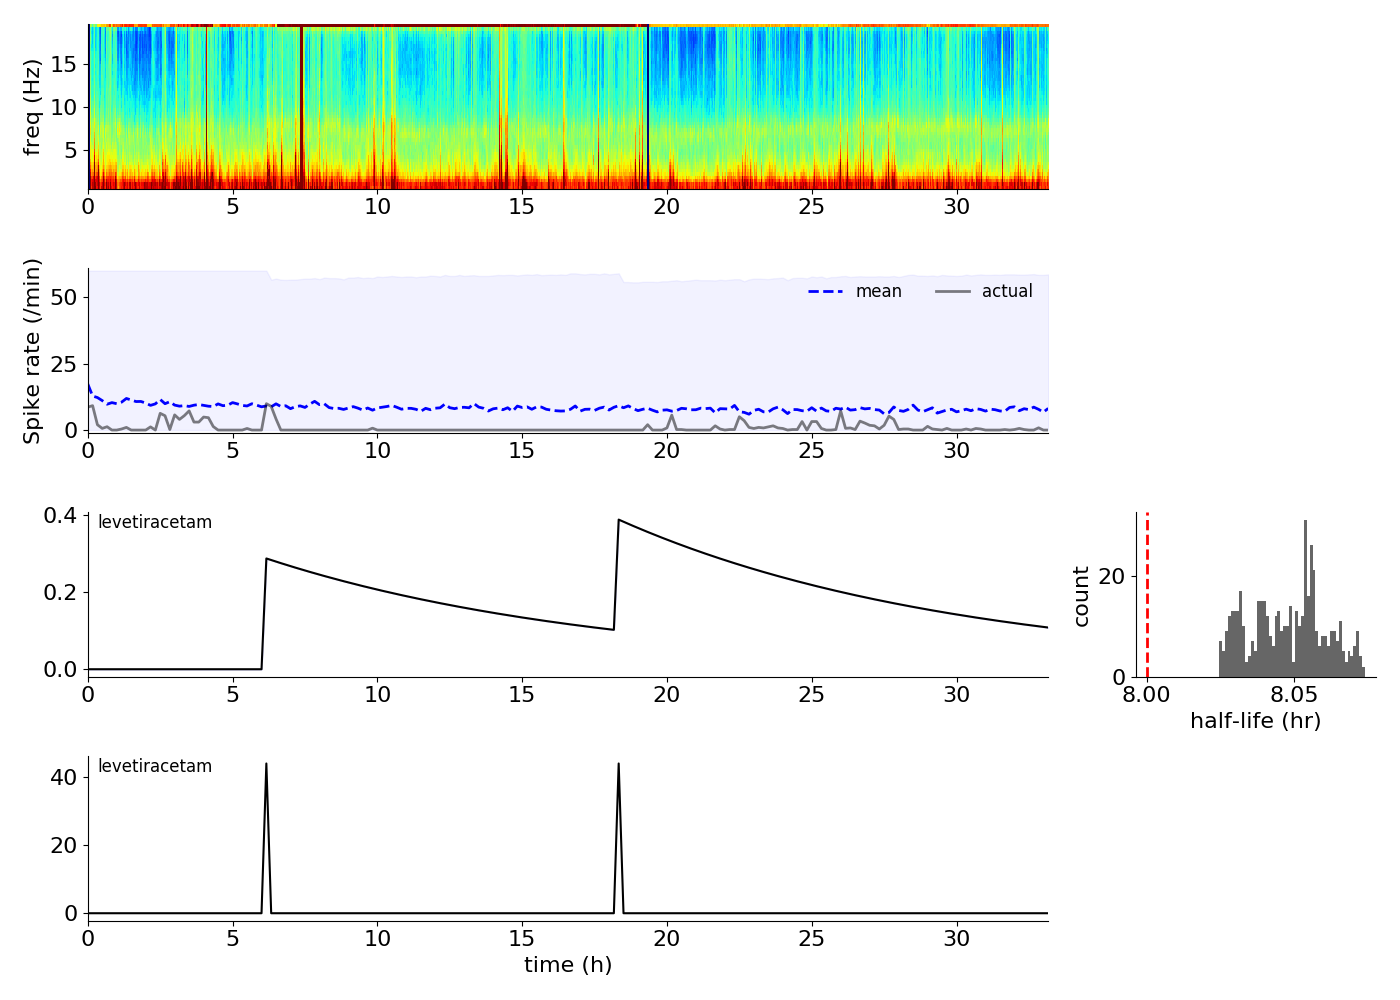 freq (Hz)
15
10
5
0 5 10 15 20 25 30
Spike rate (/min)
50
25
0
mean actual
0 5 10 15 20 25 30
levetiracetam
0.4
0.2
0.0
0 5 10 15 20 25 30
count
20
0
8.00 8.05
half-life (hr)
levetiracetam
40
20
0
0 5 10 15 20 25 30
time (h)